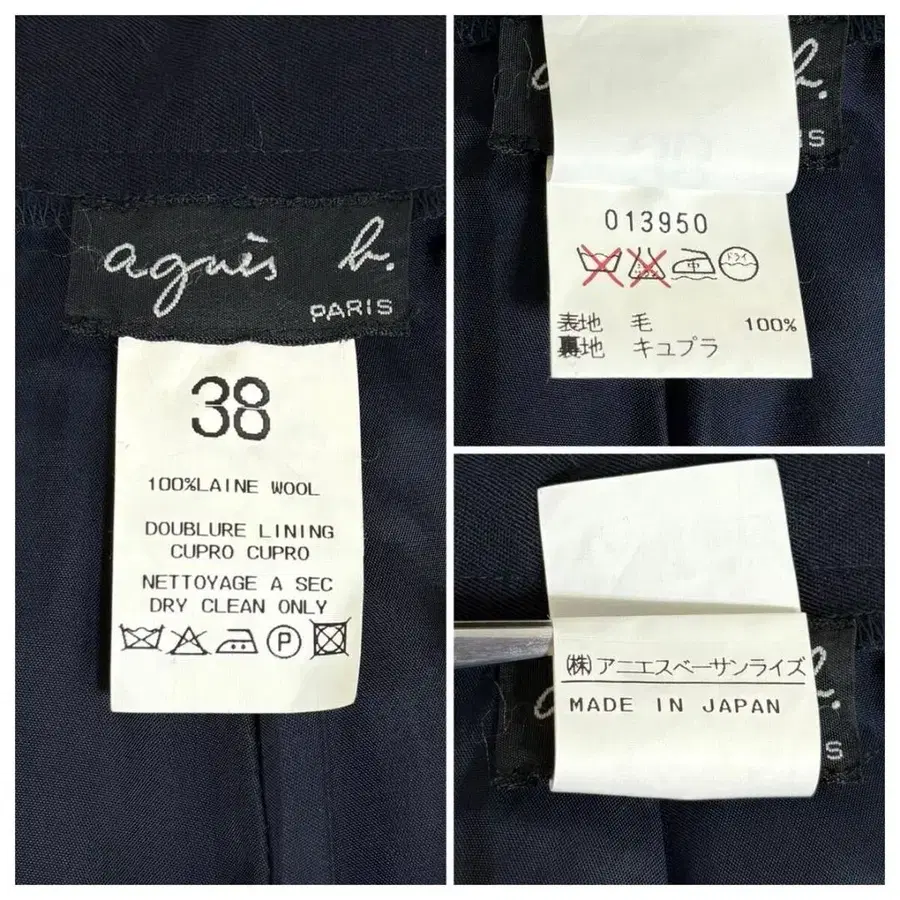 agnès b.
PARIS
38
100%LAINE WOOL
DOUBLURE LINING
CUPRO CUPRO
NETTOYAGE A SEC
DRY CLEAN ONLY
P
b.
IS
013950
中 ドライ
表地 毛 100%
裏地 キュプラ
(株)アニエスベーサンライズ
MADE IN JAPAN
S